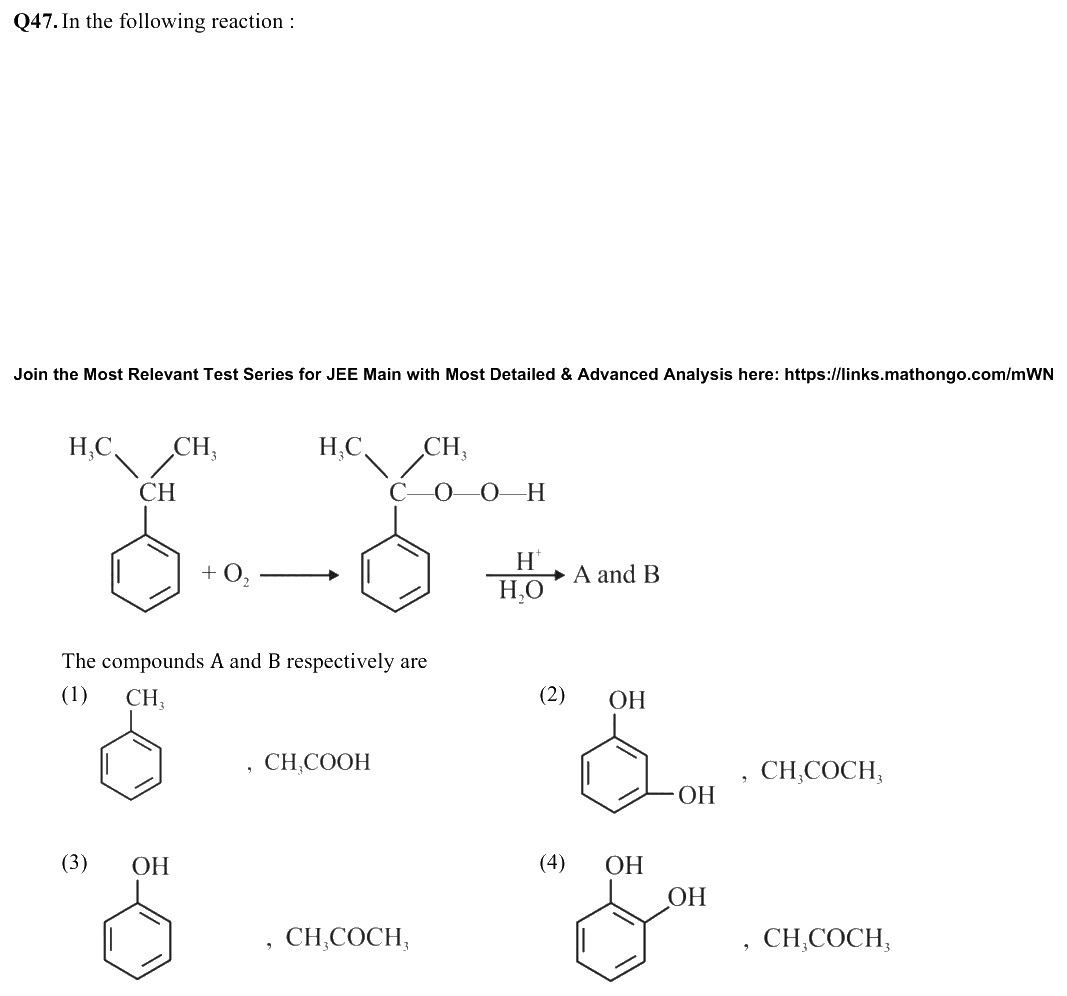 Q47. In the following reaction :
Join the Most Relevant Test Series for JEE Main with Most Detailed & Advanced Analysis here: https://links.mathongo.com/mWN
H₃C CH₃ H₃C CH₃
CH C—O—O—H
+ O₂ H⁺ A and B
H₂O
The compounds A and B respectively are
(1) CH₃ (2) OH
, CH₃COOH , CH₃COCH₃
OH
(3) OH (4) OH
OH
, CH₃COCH₃ , CH₃COCH₃